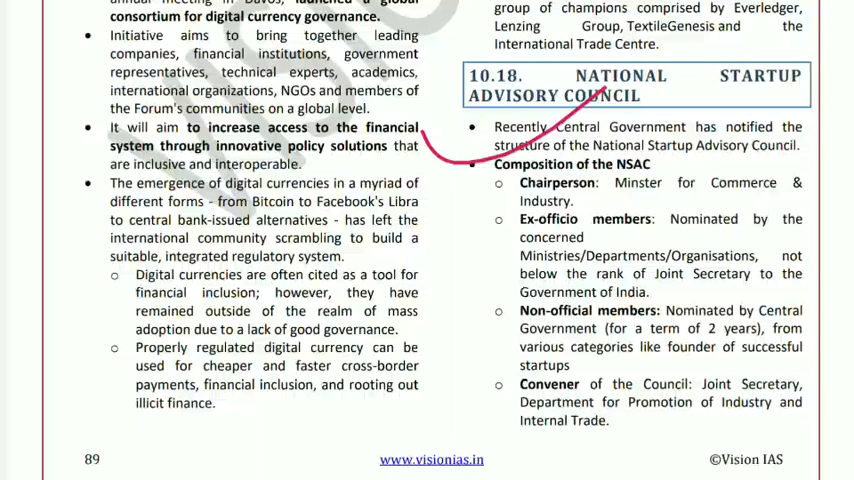 annual meeting in Davos, launched a global
consortium for digital currency governance.
• Initiative aims to bring together leading
companies, financial institutions, government
representatives, technical experts, academics,
international organizations, NGOs and members of
the Forum's communities on a global level.
• It will aim to increase access to the financial
system through innovative policy solutions that
are inclusive and interoperable.
• The emergence of digital currencies in a myriad of
different forms - from Bitcoin to Facebook's Libra
to central bank-issued alternatives - has left the
international community scrambling to build a
suitable, integrated regulatory system.
o Digital currencies are often cited as a tool for
financial inclusion; however, they have
remained outside of the realm of mass
adoption due to a lack of good governance.
o Properly regulated digital currency can be
used for cheaper and faster cross-border
payments, financial inclusion, and rooting out
illicit finance.
group of champions comprised by Everledger,
Lenzing Group, TextileGenesis and the
International Trade Centre.
10.18. NATIONAL STARTUP
ADVISORY COUNCIL
• Recently Central Government has notified the
structure of the National Startup Advisory Council.
• Composition of the NSAC
o Chairperson: Minster for Commerce &
Industry.
o Ex-officio members: Nominated by the
concerned
Ministries/Departments/Organisations, not
below the rank of Joint Secretary to the
Government of India.
o Non-official members: Nominated by Central
Government (for a term of 2 years), from
various categories like founder of successful
startups
o Convener of the Council: Joint Secretary,
Department for Promotion of Industry and
Internal Trade.
89
www.visionias.in
©Vision IAS